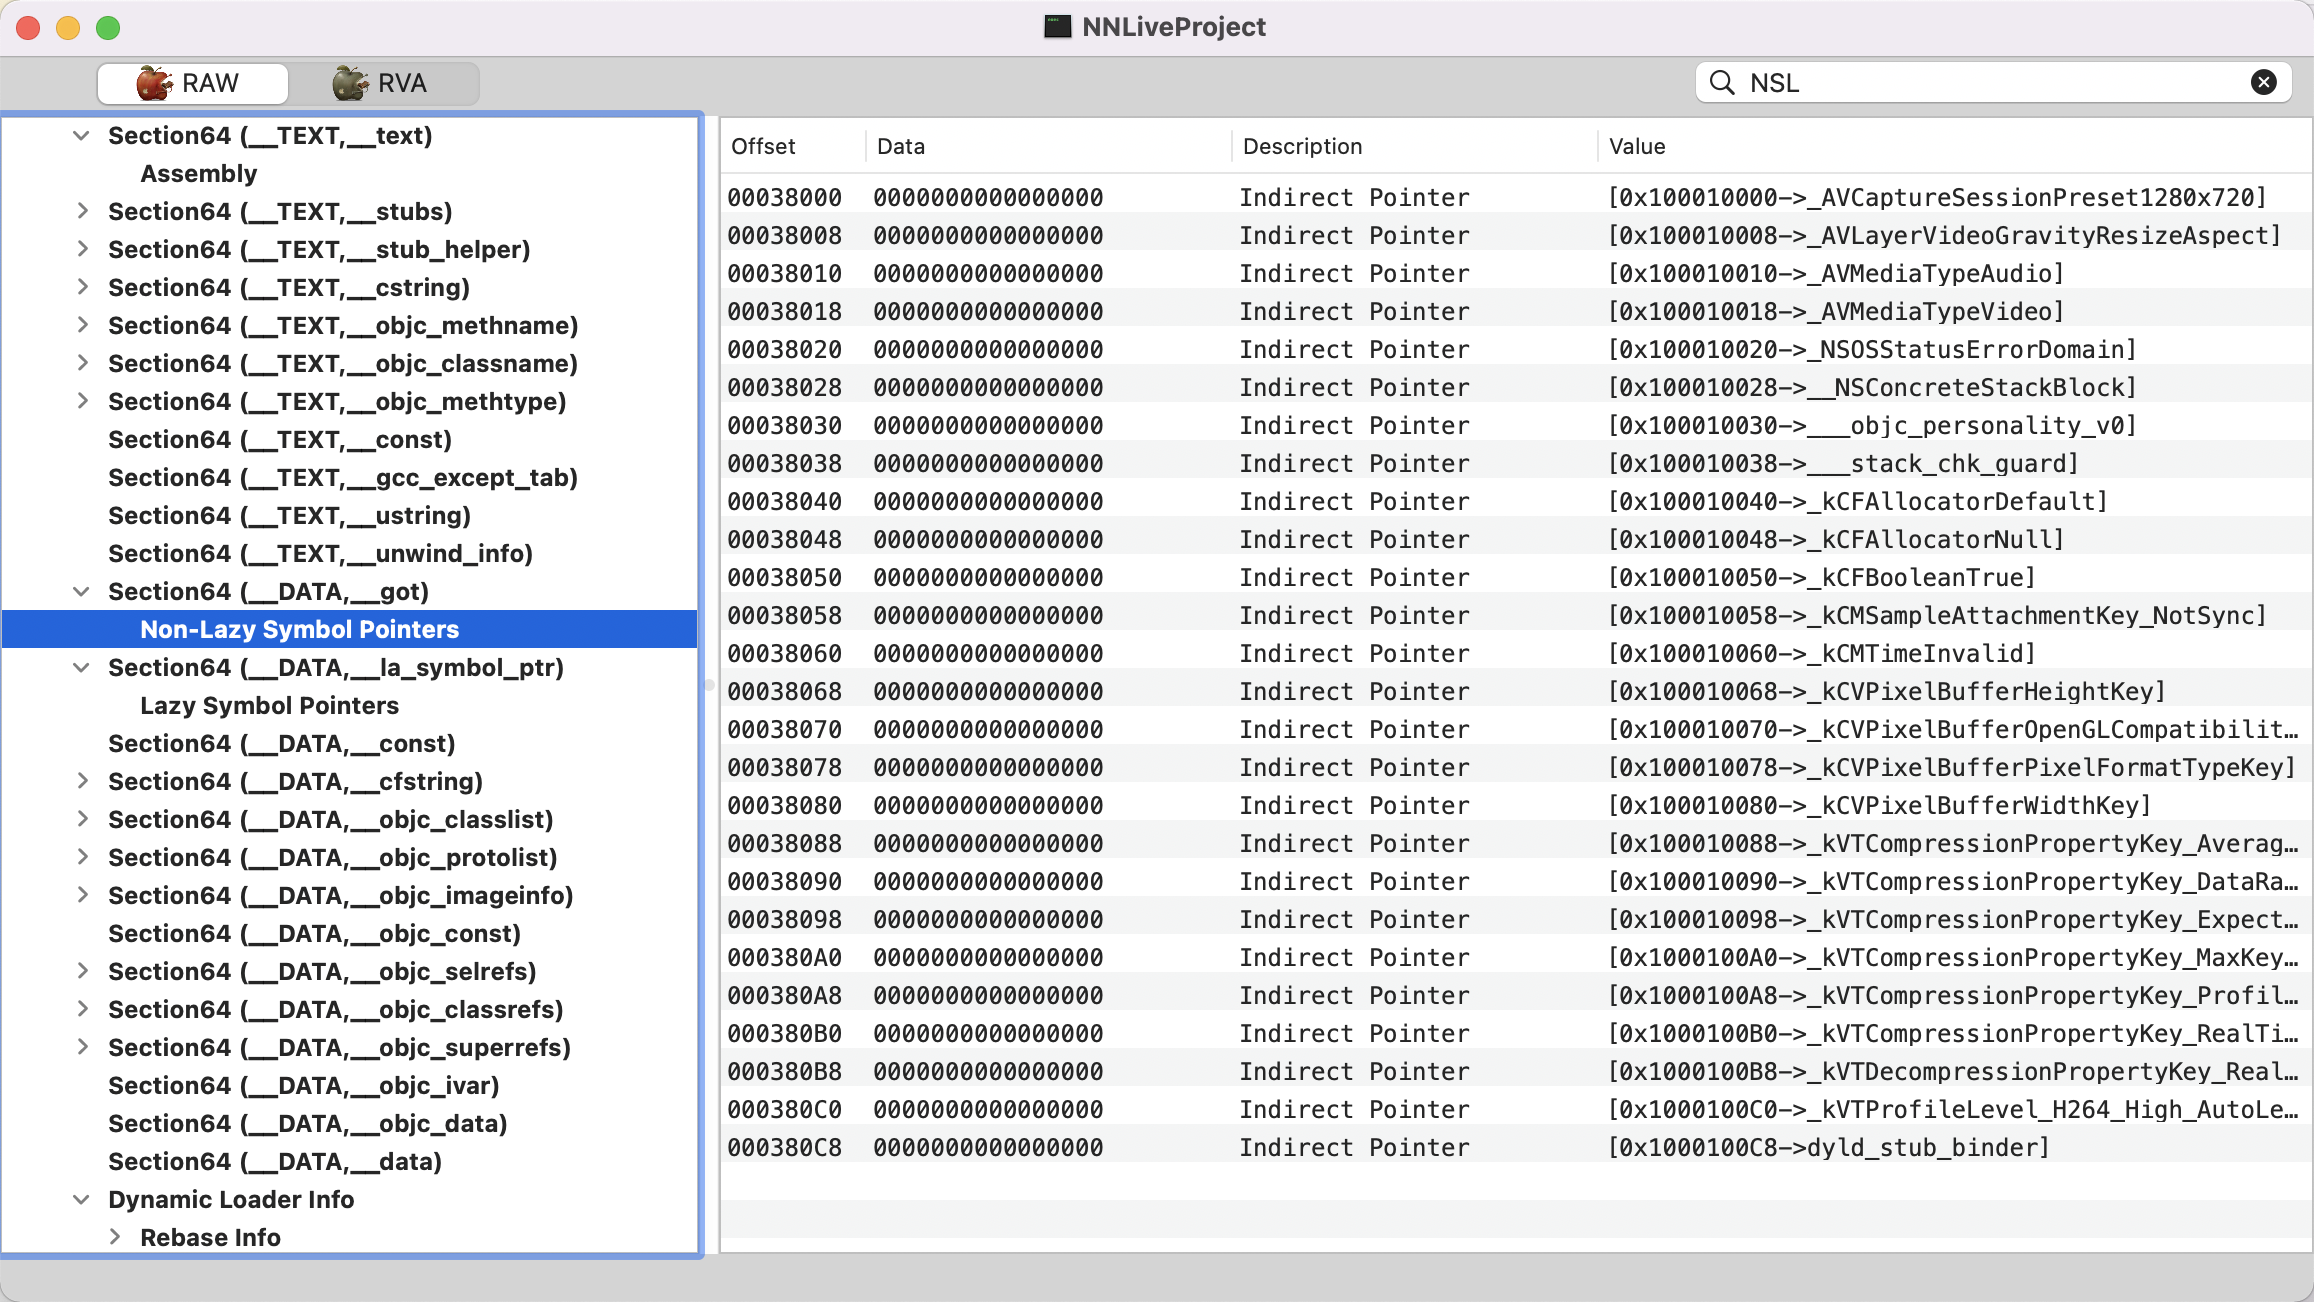 NNLiveProject
RAW
RVA
NSL
Section64 (__TEXT,__text)
Assembly
Section64 (__TEXT,__stubs)
Section64 (__TEXT,__stub_helper)
Section64 (__TEXT,__cstring)
Section64 (__TEXT,__objc_methname)
Section64 (__TEXT,__objc_classname)
Section64 (__TEXT,__objc_methtype)
Section64 (__TEXT,__const)
Section64 (__TEXT,__gcc_except_tab)
Section64 (__TEXT,__ustring)
Section64 (__TEXT,__unwind_info)
Section64 (__DATA,__got)
Non-Lazy Symbol Pointers
Section64 (__DATA,__la_symbol_ptr)
Lazy Symbol Pointers
Section64 (__DATA,__const)
Section64 (__DATA,__cfstring)
Section64 (__DATA,__objc_classlist)
Section64 (__DATA,__objc_protolist)
Section64 (__DATA,__objc_imageinfo)
Section64 (__DATA,__objc_const)
Section64 (__DATA,__objc_selrefs)
Section64 (__DATA,__objc_classrefs)
Section64 (__DATA,__objc_superrefs)
Section64 (__DATA,__objc_ivar)
Section64 (__DATA,__objc_data)
Section64 (__DATA,__data)
Dynamic Loader Info
Rebase Info
Offset Data Description Value
00038000 0000000000000000 Indirect Pointer [0x100010000->_AVCaptureSessionPreset1280x720]
00038008 0000000000000000 Indirect Pointer [0x100010008->_AVLayerVideoGravityResizeAspect]
00038010 0000000000000000 Indirect Pointer [0x100010010->_AVMediaTypeAudio]
00038018 0000000000000000 Indirect Pointer [0x100010018->_AVMediaTypeVideo]
00038020 0000000000000000 Indirect Pointer [0x100010020->_NSOSStatusErrorDomain]
00038028 0000000000000000 Indirect Pointer [0x100010028->__NSConcreteStackBlock]
00038030 0000000000000000 Indirect Pointer [0x100010030->___objc_personality_v0]
00038038 0000000000000000 Indirect Pointer [0x100010038->___stack_chk_guard]
00038040 0000000000000000 Indirect Pointer [0x100010040->_kCFAllocatorDefault]
00038048 0000000000000000 Indirect Pointer [0x100010048->_kCFAllocatorNull]
00038050 0000000000000000 Indirect Pointer [0x100010050->_kCFBooleanTrue]
00038058 0000000000000000 Indirect Pointer [0x100010058->_kCMSampleAttachmentKey_NotSync]
00038060 0000000000000000 Indirect Pointer [0x100010060->_kCMTimeInvalid]
00038068 0000000000000000 Indirect Pointer [0x100010068->_kCVPixelBufferHeightKey]
00038070 0000000000000000 Indirect Pointer [0x100010070->_kCVPixelBufferOpenGLCompatibilit…
00038078 0000000000000000 Indirect Pointer [0x100010078->_kCVPixelBufferPixelFormatTypeKey]
00038080 0000000000000000 Indirect Pointer [0x100010080->_kCVPixelBufferWidthKey]
00038088 0000000000000000 Indirect Pointer [0x100010088->_kVTCompressionPropertyKey_Averag…
00038090 0000000000000000 Indirect Pointer [0x100010090->_kVTCompressionPropertyKey_DataRa…
00038098 0000000000000000 Indirect Pointer [0x100010098->_kVTCompressionPropertyKey_Expect…
000380A0 0000000000000000 Indirect Pointer [0x1000100A0->_kVTCompressionPropertyKey_MaxKey…
000380A8 0000000000000000 Indirect Pointer [0x1000100A8->_kVTCompressionPropertyKey_Profil…
000380B0 0000000000000000 Indirect Pointer [0x1000100B0->_kVTCompressionPropertyKey_RealTi…
000380B8 0000000000000000 Indirect Pointer [0x1000100B8->_kVTDecompressionPropertyKey_Real…
000380C0 0000000000000000 Indirect Pointer [0x1000100C0->_kVTProfileLevel_H264_High_AutoLe…
000380C8 0000000000000000 Indirect Pointer [0x1000100C8->dyld_stub_binder]